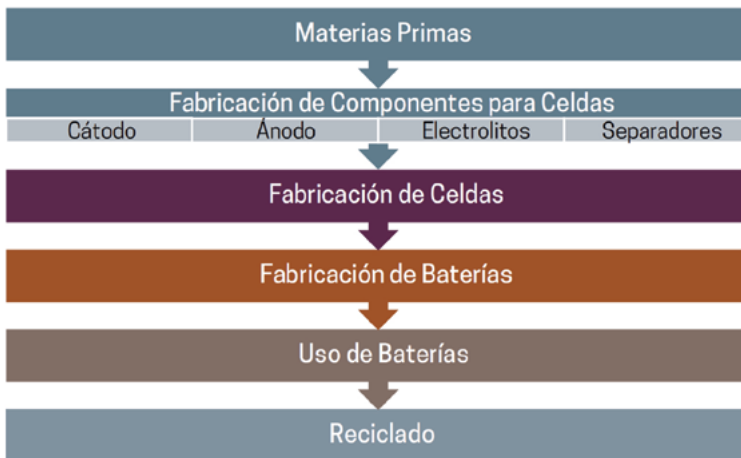 Materias Primas
Fabricación de Componentes para Celdas
Cátodo Ánodo Electrolitos Separadores
Fabricación de Celdas
Fabricación de Baterías
Uso de Baterías
Reciclado